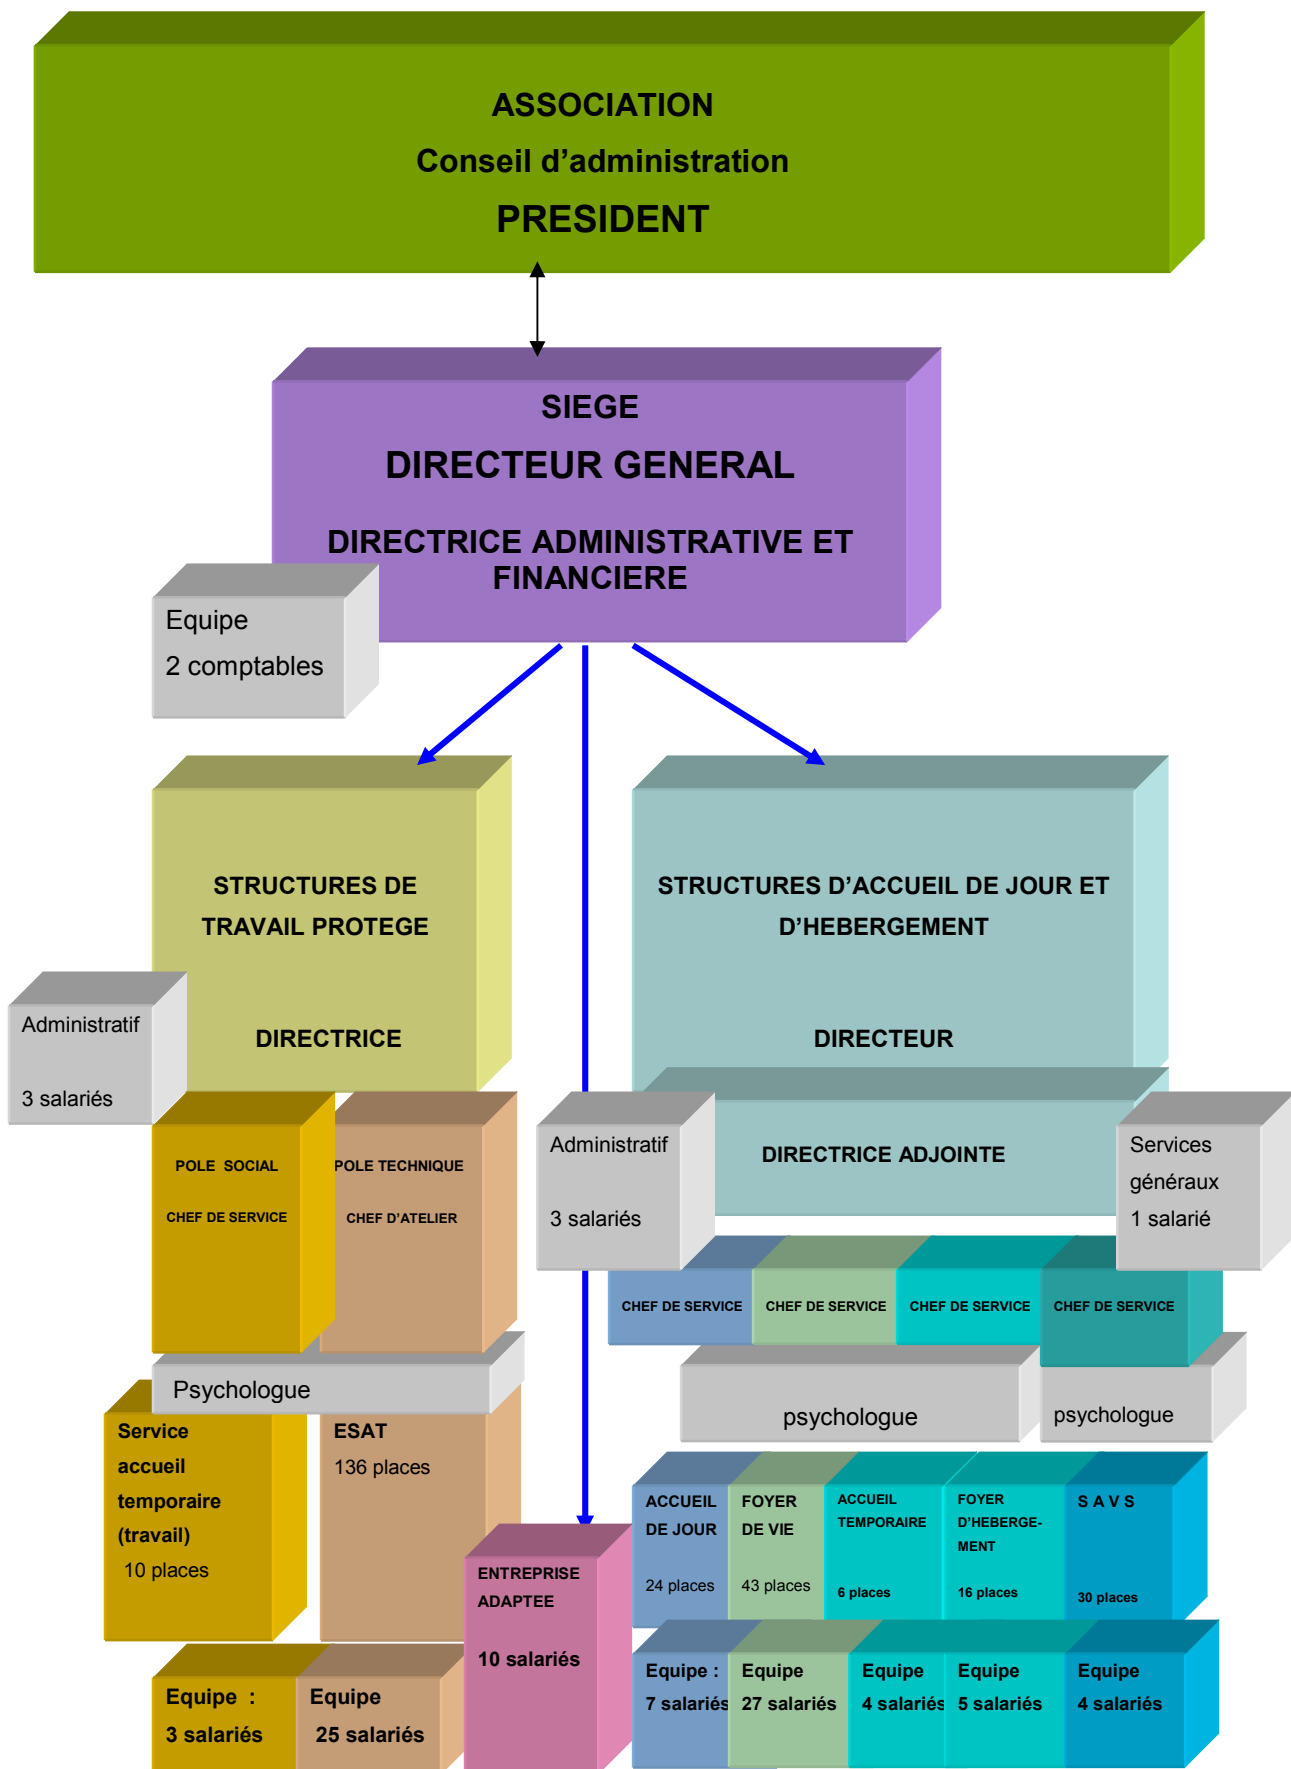 ASSOCIATION
Conseil d’administration
PRESIDENT
SIEGE
DIRECTEUR GENERAL
DIRECTRICE ADMINISTRATIVE ET
FINANCIERE
Equipe
2 comptables
STRUCTURES DE
TRAVAIL PROTEGE
DIRECTRICE
STRUCTURES D’ACCUEIL DE JOUR ET
D’HEBERGEMENT
DIRECTEUR
Administratif
3 salariés
POLE SOCIAL
CHEF DE SERVICE
POLE TECHNIQUE
CHEF D’ATELIER
Administratif
3 salariés
DIRECTRICE ADJOINTE
Services
généraux
1 salarié
CHEF DE SERVICE
CHEF DE SERVICE
CHEF DE SERVICE
CHEF DE SERVICE
Psychologue
psychologue
psychologue
Service
accueil
temporaire
(travail)
10 places
ESAT
136 places
ENTREPRISE
ADAPTEE
10 salariés
ACCUEIL
DE JOUR
24 places
FOYER
DE VIE
43 places
ACCUEIL
TEMPORAIRE
6 places
FOYER
D’HEBERGE-
MENT
16 places
S A V S
30 places
Equipe :
3 salariés
Equipe
25 salariés
Equipe :
7 salariés
Equipe
27 salariés
Equipe
4 salariés
Equipe
5 salariés
Equipe
4 salariés